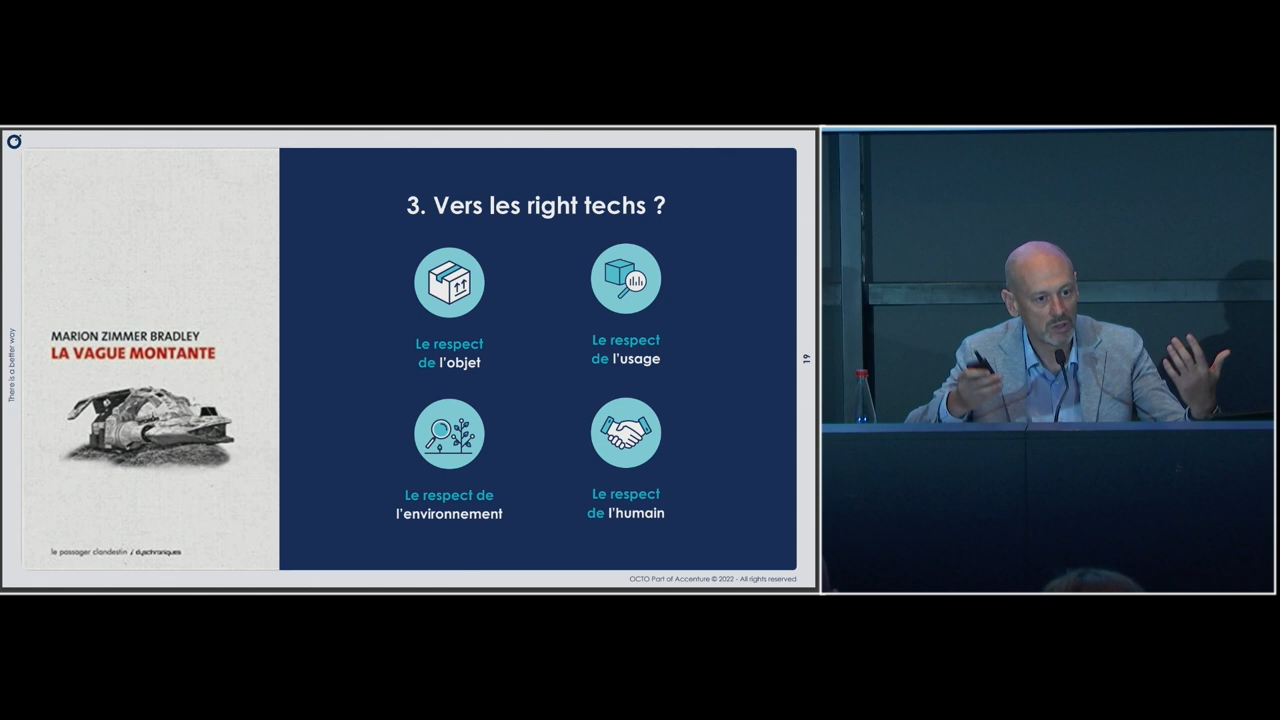 There is a better way
MARION ZIMMER BRADLEY
LA VAGUE MONTANTE
le passager clandestin / dyschroniques
3. Vers les right techs ?
Le respect
de l'objet
Le respect
de l'usage
Le respect de
l'environnement
Le respect
de l'humain
19
OCTO Part of Accenture © 2022 - All rights reserved